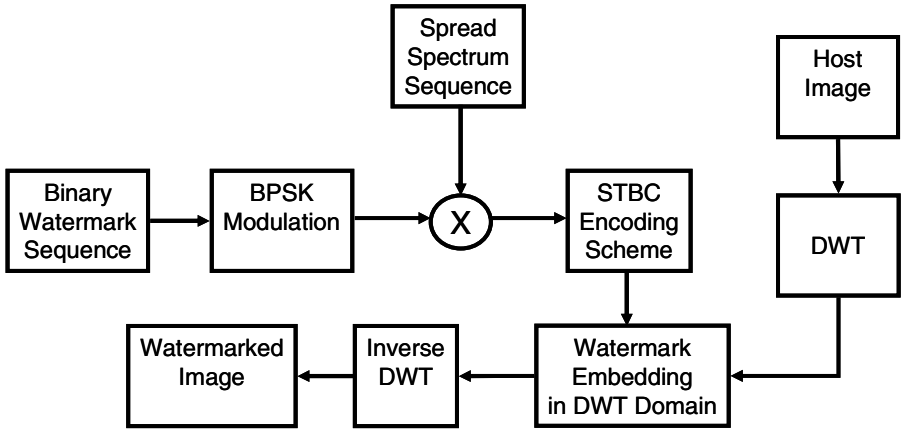 Spread
Spectrum
Sequence
Host
Image
Binary
Watermark
Sequence
BPSK
Modulation
X
STBC
Encoding
Scheme
DWT
Watermarked
Image
Inverse
DWT
Watermark
Embedding
in DWT Domain